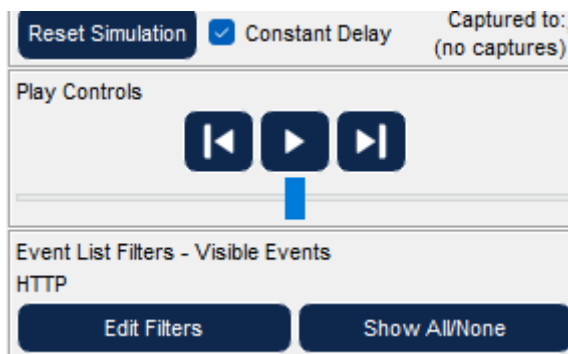 Reset Simulation Constant Delay Captured to:
(no captures)
Play Controls
Event List Filters - Visible Events
HTTP
Edit Filters Show All/None